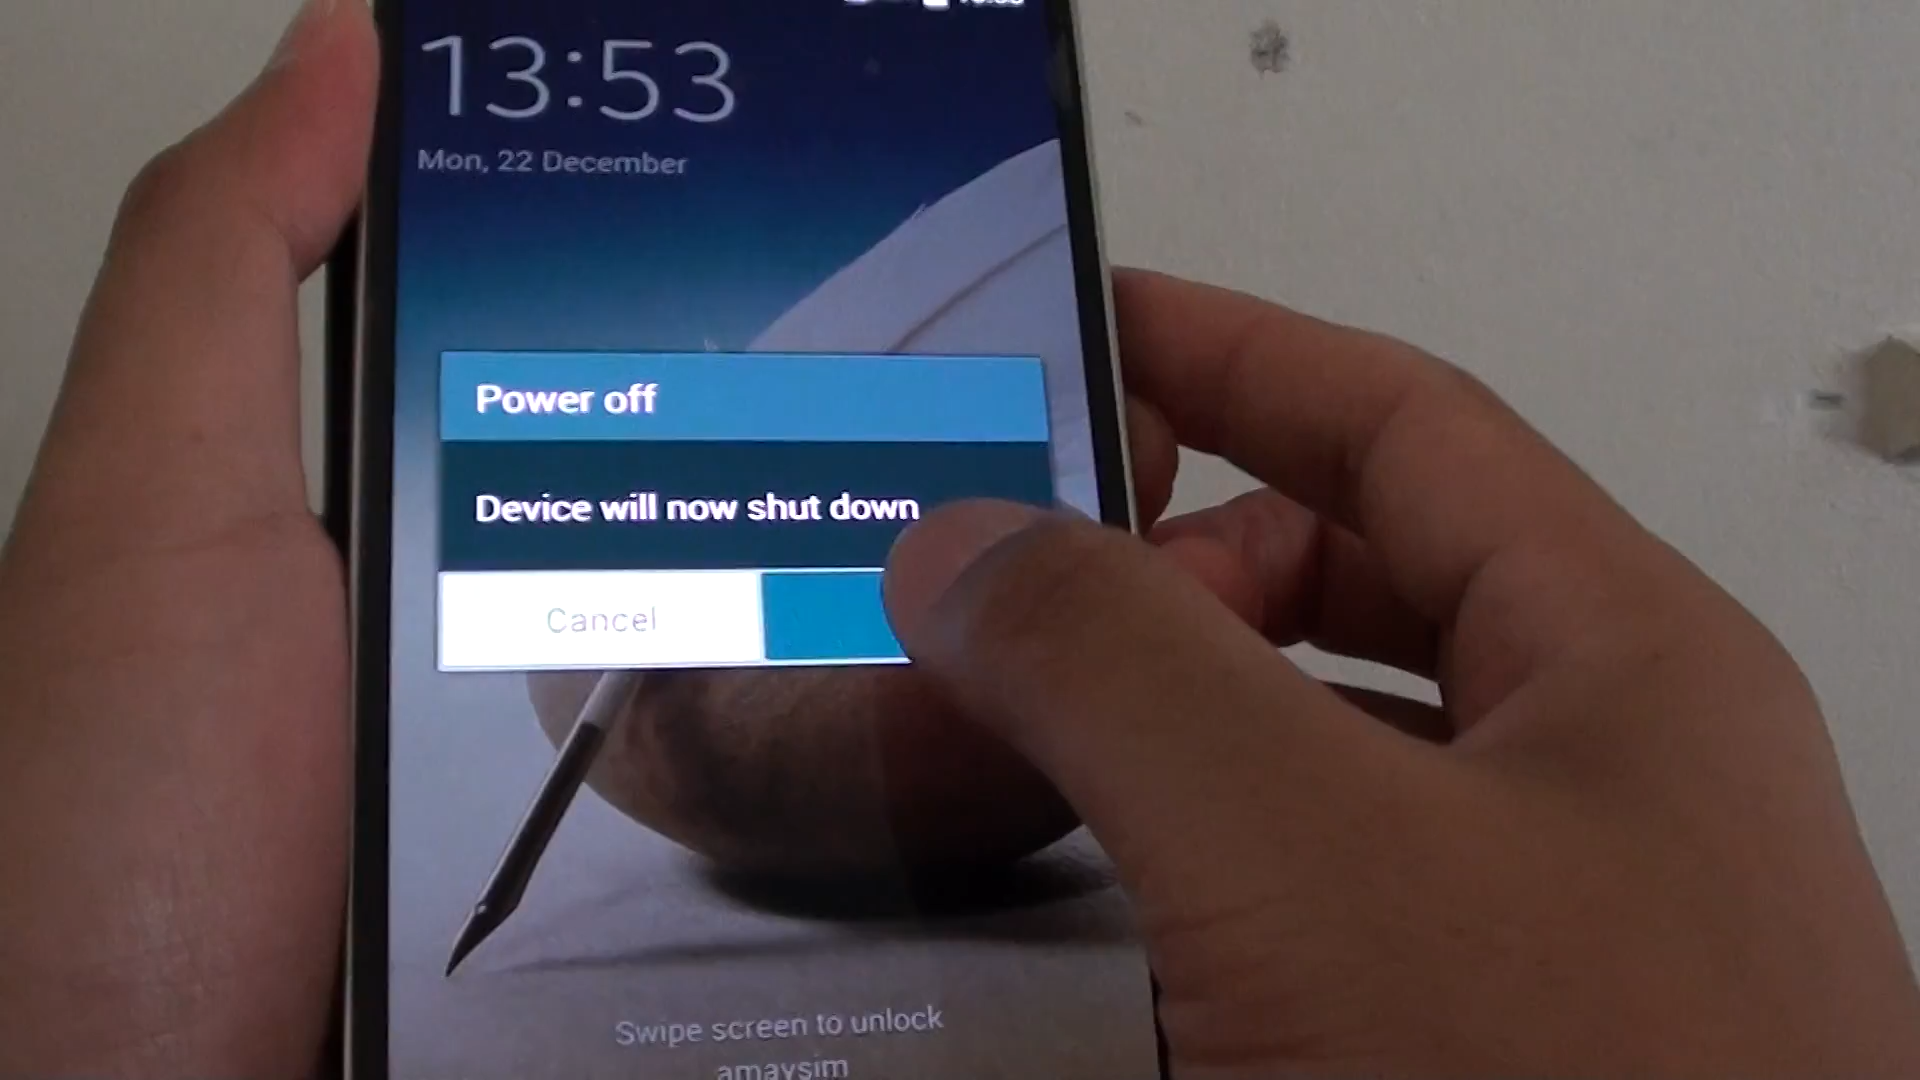 13:53
Mon, 22 December
Power off
Device will now shut down
Cancel
Swipe screen to unlock
amaysim